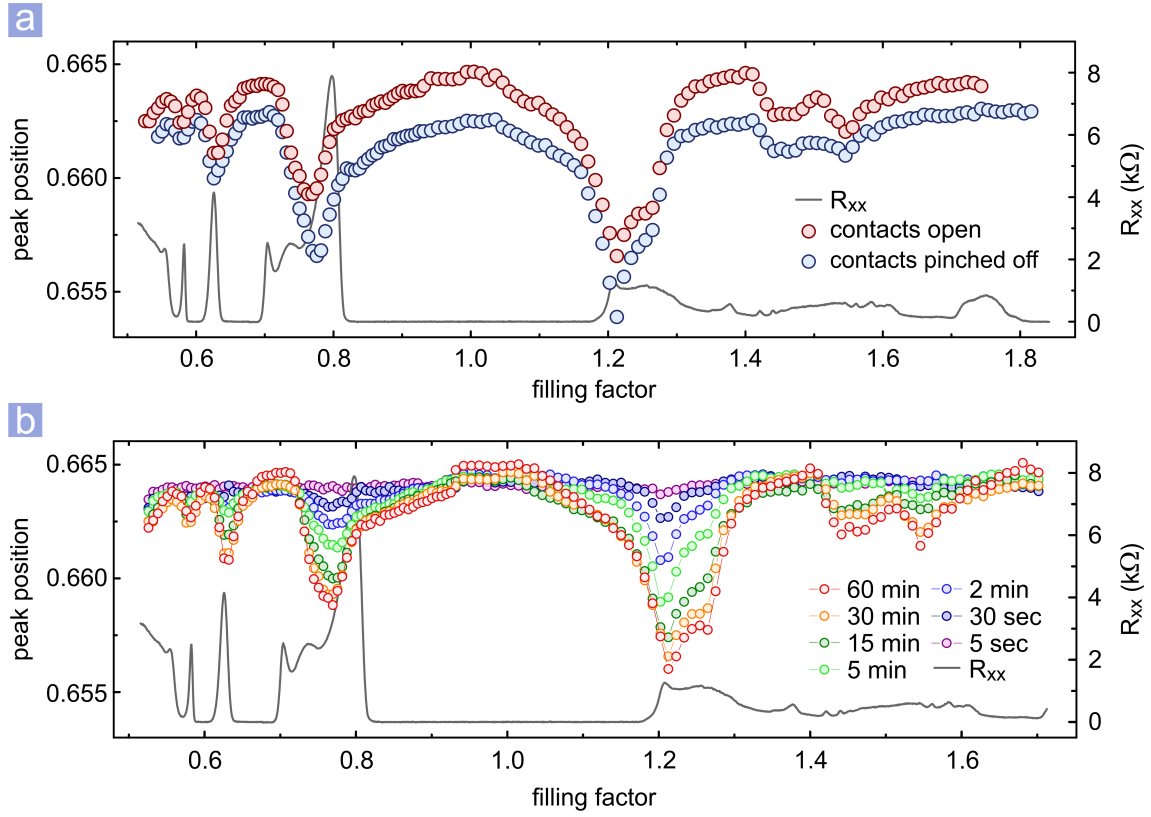 a
0.665
0.660
0.655
peak position
8
6
4
2
0
Rxx (kΩ)
Rxx
contacts open
contacts pinched off
0.6 0.8 1.0 1.2 1.4 1.6 1.8
filling factor
b
0.665
0.660
0.655
peak position
8
6
4
2
0
Rxx (kΩ)
60 min 2 min
30 min 30 sec
15 min 5 sec
5 min Rxx
0.6 0.8 1.0 1.2 1.4 1.6
filling factor